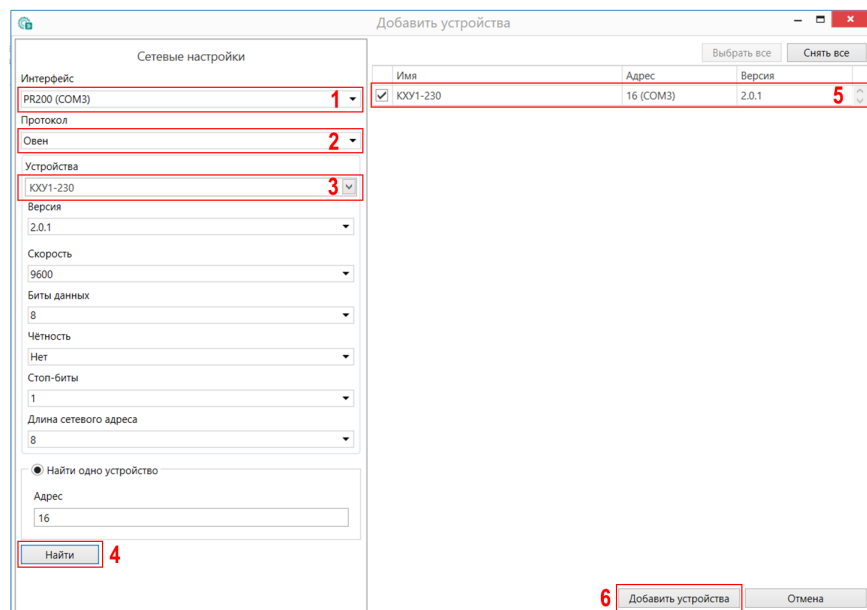 Добавить устройства
Сетевые настройки
Интерфейс
PR200 (COM3) 1
Протокол
Овен 2
Устройства
КХУ1-230 3
Версия
2.0.1
Скорость
9600
Биты данных
8
Чётность
Нет
Стоп-биты
1
Длина сетевого адреса
8
Найти одно устройство
Адрес
16
Найти 4
Выбрать все Снять все
Имя Адрес Версия
КХУ1-230 16 (COM3) 2.0.1 5
6 Добавить устройства Отмена